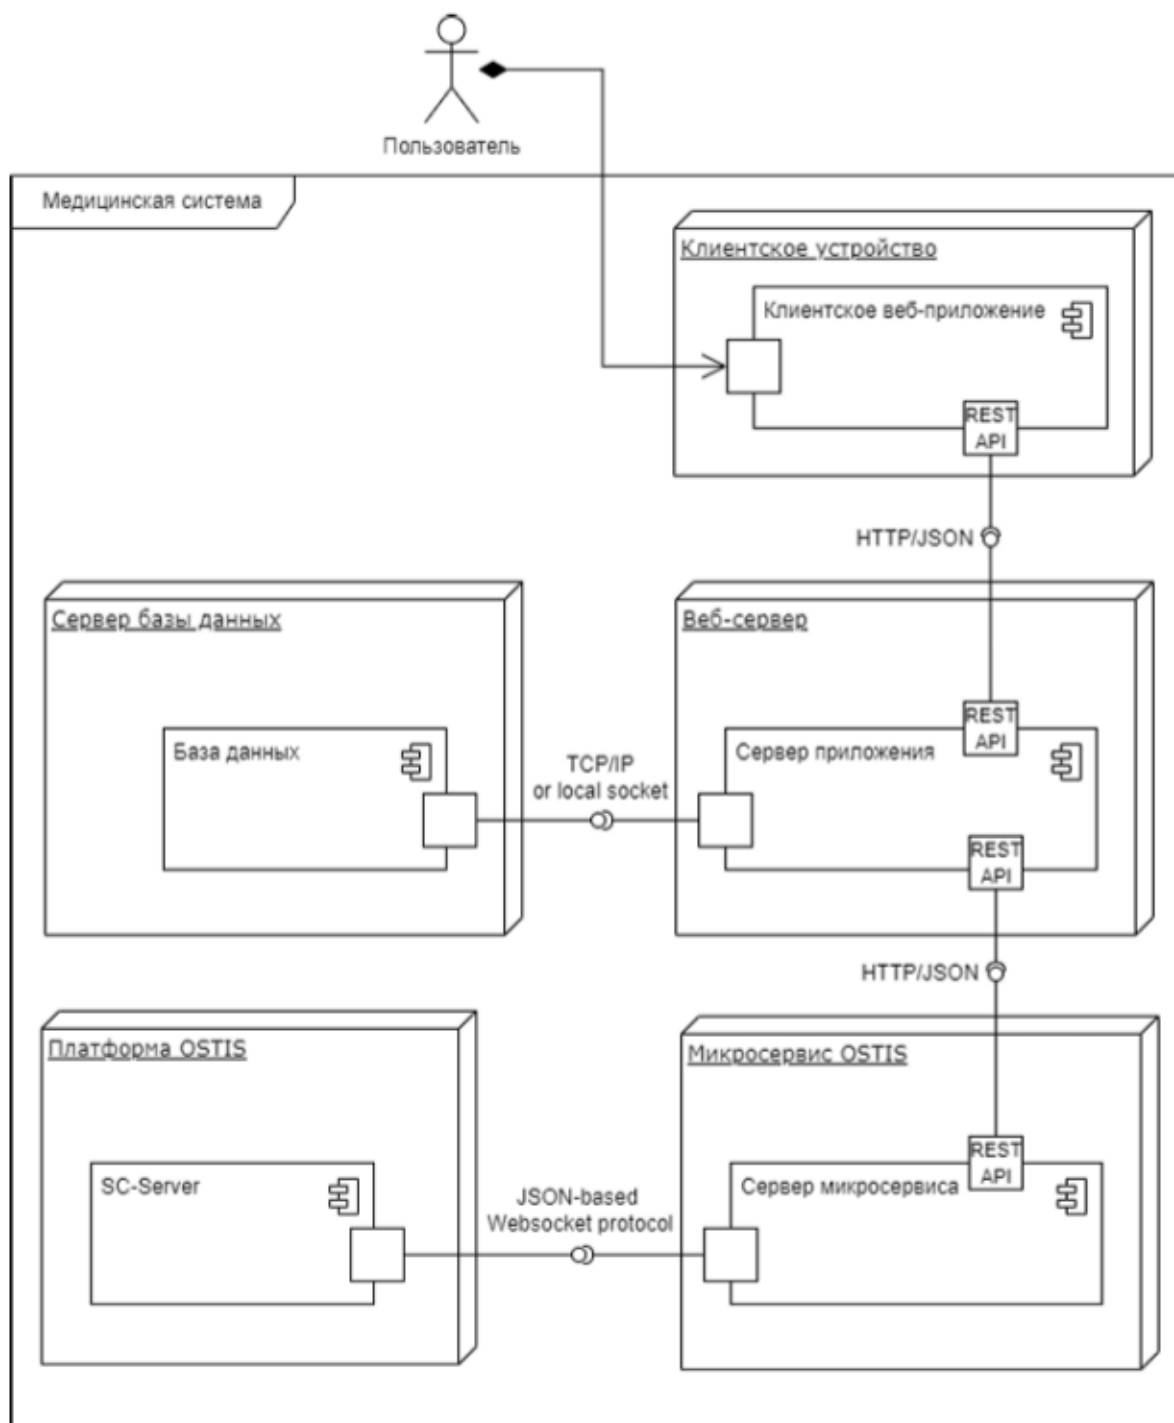 Пользователь
Медицинская система
Клиентское устройство
Клиентское веб-приложение
REST
API
HTTP/JSON
Сервер базы данных
Веб-сервер
REST
API
База данных
TCP/IP
or local socket
Сервер приложения
REST
API
HTTP/JSON
Платформа OSTIS
Микросервис OSTIS
REST
API
SC-Server
JSON-based
Websocket protocol
Сервер микросервиса